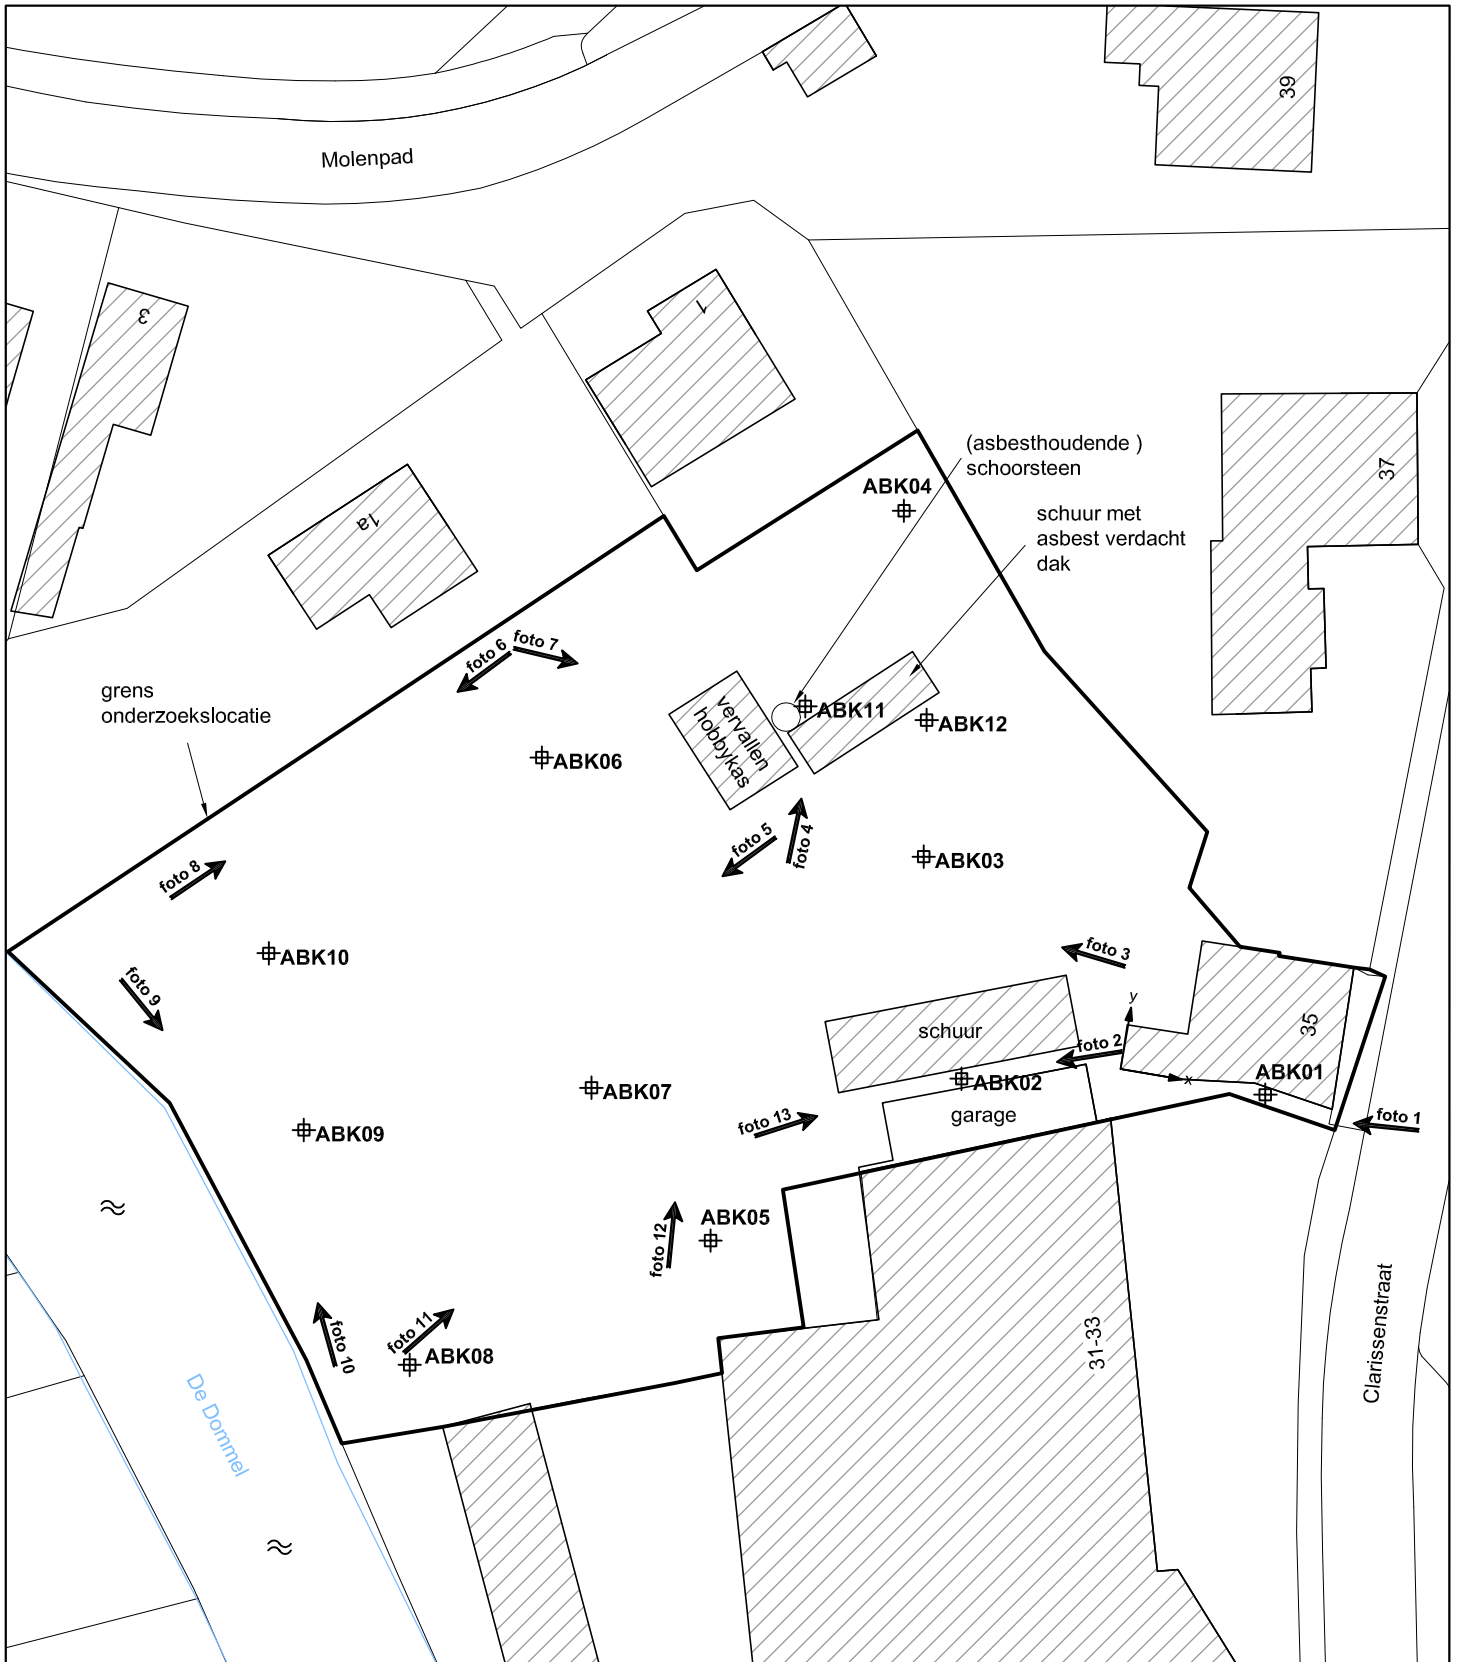 Molenpad
39
3
1
1a
(asbesthoudende )
schoorsteen
37
ABK04
schuur met
asbest verdacht
dak
foto 6
foto 7
grens
onderzoekslocatie
vervallen
hobbykas
ABK11
ABK12
ABK06
foto 5
foto 4
ABK03
foto 8
ABK10
foto 3
foto 9
y
35
schuur
foto 2
x
ABK01
ABK02
ABK07
garage
foto 13
foto 1
ABK09
ABK05
foto 12
foto 11
foto 10
ABK08
31-33
Clarissenstraat
De Dommel